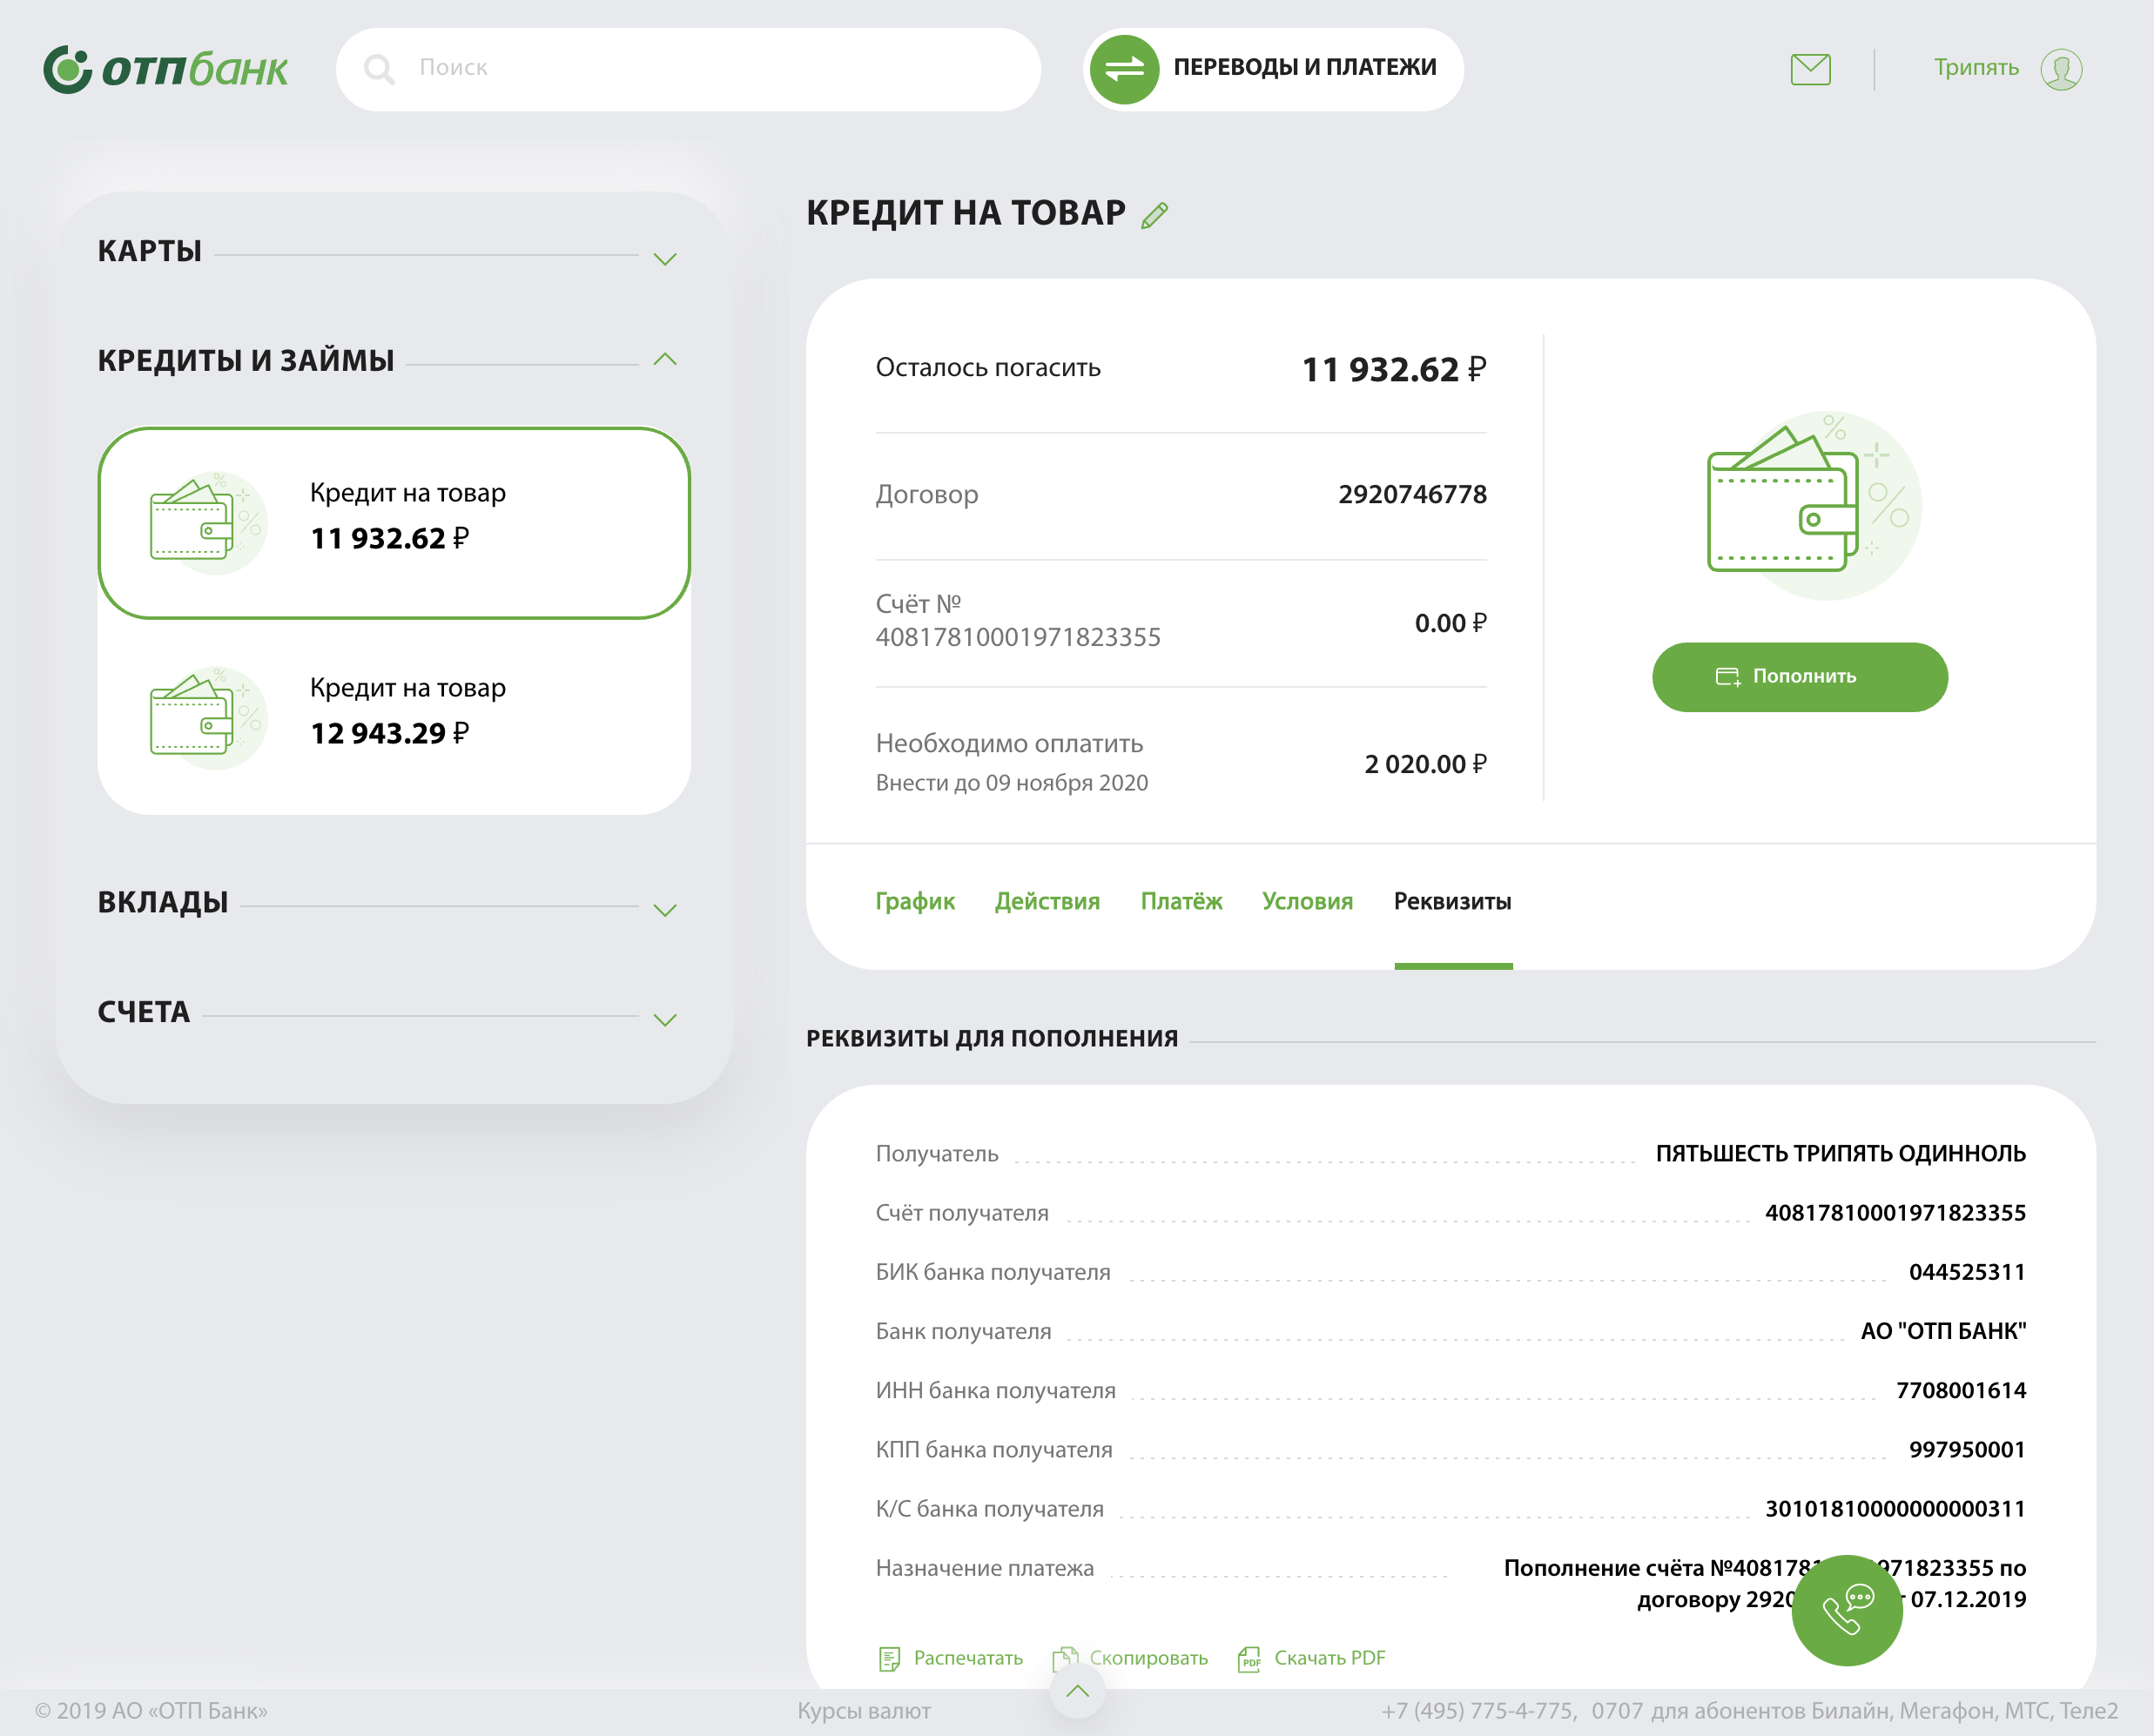 отпбанк
Поиск
ПЕРЕВОДЫ И ПЛАТЕЖИ
Трипять
КАРТЫ
КРЕДИТЫ И ЗАЙМЫ
Кредит на товар
11 932.62 ₽
Кредит на товар
12 943.29 ₽
ВКЛАДЫ
СЧЕТА
КРЕДИТ НА ТОВАР
Осталось погасить 11 932.62 ₽
Договор 2920746778
Счёт №
40817810001971823355 0.00 ₽
Необходимо оплатить
Внести до 09 ноября 2020 2 020.00 ₽
Пополнить
График Действия Платёж Условия Реквизиты
РЕКВИЗИТЫ ДЛЯ ПОПОЛНЕНИЯ
Получатель ПЯТЬШЕСТЬ ТРИПЯТЬ ОДИННОЛЬ
Счёт получателя 40817810001971823355
БИК банка получателя 044525311
Банк получателя АО "ОТП БАНК"
ИНН банка получателя 7708001614
КПП банка получателя 997950001
К/С банка получателя 30101810000000000311
Назначение платежа Пополнение счёта по
договору 07.12.2019
Распечатать Скопировать PDF Скачать PDF
© 2019 АО «ОТП Банк» Курсы валют +7 (495) 775-4-775, 0707 для абонентов Билайн, Мегафон, МТС, Теле2